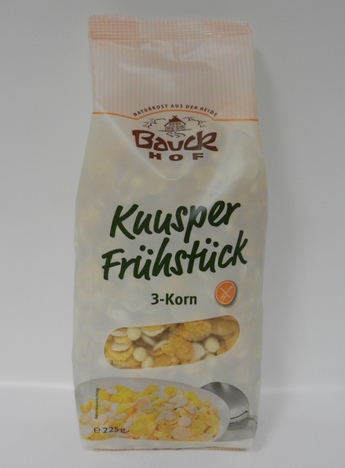 NATURKOST AUS DER HEIDE
Bauck
HOF
Knusper
Frühstück
3-Korn
℮ 225g